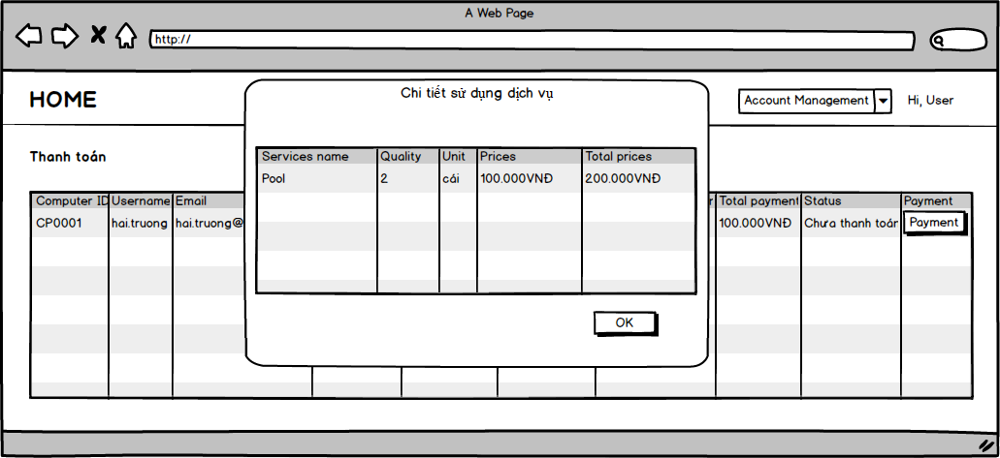 A Web Page
http://
HOME
Account Management
Hi, User
Chi tiết sử dụng dịch vụ
Thanh toán
Services name Quality Unit Prices Total prices
Pool 2 cái 100.000VNĐ 200.000VNĐ
Computer ID Username Email Total payment Status Payment
CP0001 hai.truong hai.truong@ 100.000VNĐ Chưa thanh toán Payment
OK